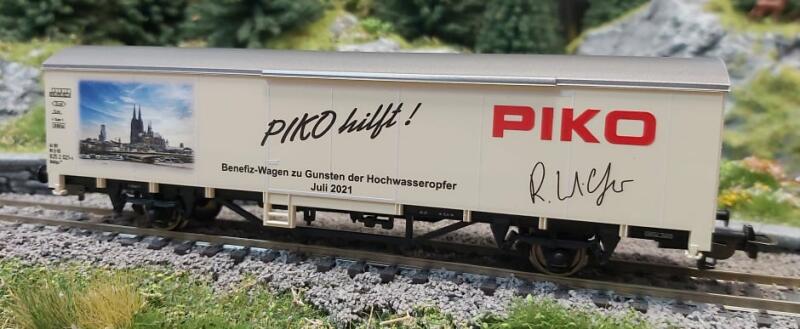 PIKO hilft!
PIKO
Benefiz-Wagen zu Gunsten der Hochwasseropfer
Juli 2021